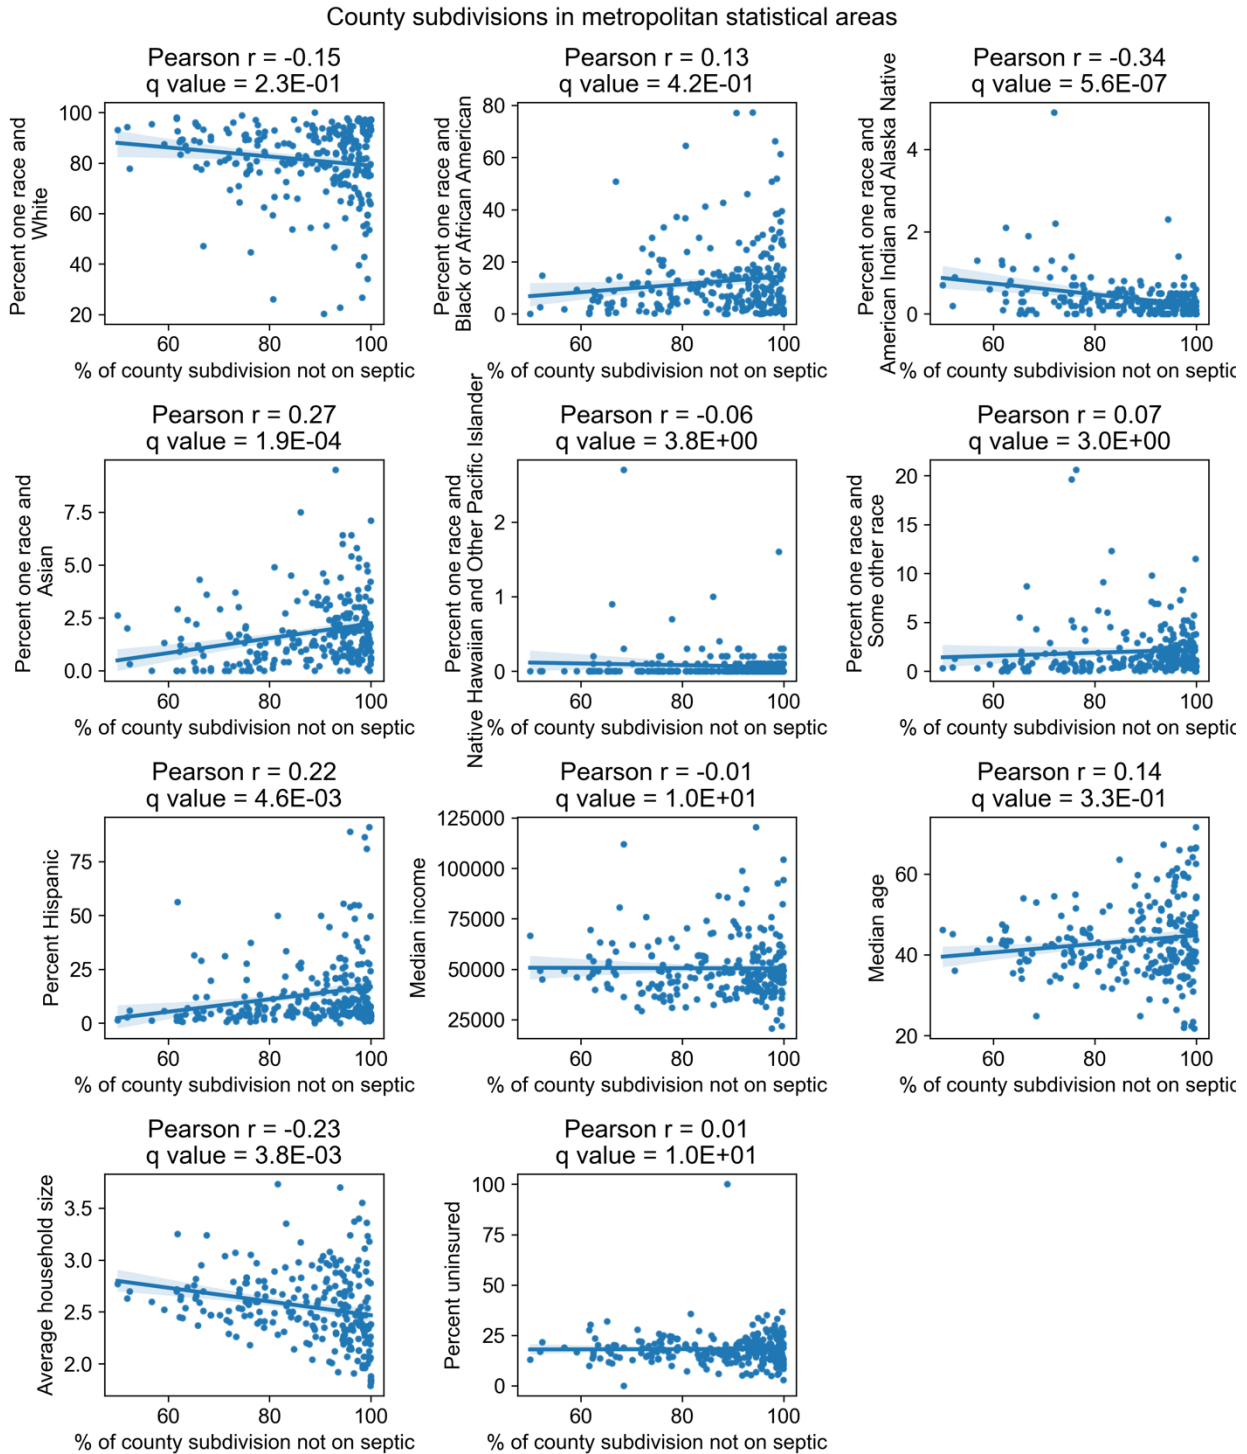 County subdivisions in metropolitan statistical areas
Pearson r = -0.15
q value = 2.3E-01
Percent one race and
White
100
80
60
40
20
60 80 100
% of county subdivision not on septic
Pearson r = 0.13
q value = 4.2E-01
Percent one race and
Black or African American
80
60
40
20
0
60 80 100
% of county subdivision not on septic
Pearson r = -0.34
q value = 5.6E-07
Percent one race and
American Indian and Alaska Native
4
2
0
60 80 100
% of county subdivision not on septic
Pearson r = 0.27
q value = 1.9E-04
Percent one race and
Asian
7.5
5.0
2.5
0.0
60 80 100
% of county subdivision not on septic
Pearson r = -0.06
q value = 3.8E+00
Percent one race and
Native Hawaiian and Other Pacific Islander
2
1
0
60 80 100
% of county subdivision not on septic
Pearson r = 0.07
q value = 3.0E+00
Percent one race and
Some other race
20
15
10
5
0
60 80 100
% of county subdivision not on septic
Pearson r = 0.22
q value = 4.6E-03
Percent Hispanic
75
50
25
0
60 80 100
% of county subdivision not on septic
Pearson r = -0.01
q value = 1.0E+01
Median income
125000
100000
75000
50000
25000
60 80 100
% of county subdivision not on septic
Pearson r = 0.14
q value = 3.3E-01
Median age
60
40
20
60 80 100
% of county subdivision not on septic
Pearson r = -0.23
q value = 3.8E-03
Average household size
3.5
3.0
2.5
2.0
60 80 100
% of county subdivision not on septic
Pearson r = 0.01
q value = 1.0E+01
Percent uninsured
100
75
50
25
0
60 80 100
% of county subdivision not on septic